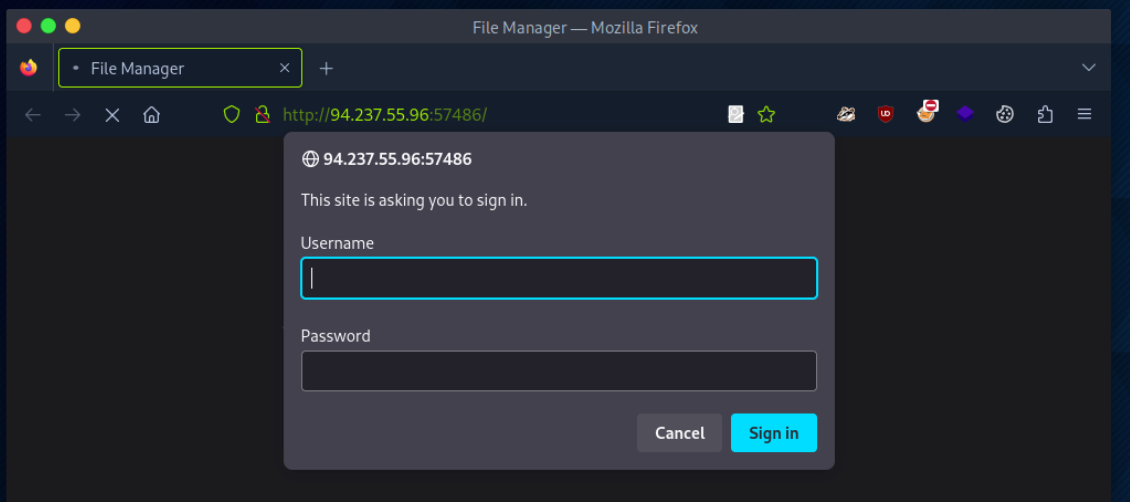 File Manager — Mozilla Firefox
File Manager
http://94.237.55.96:57486/
94.237.55.96:57486
This site is asking you to sign in.
Username
Password
Cancel
Sign in